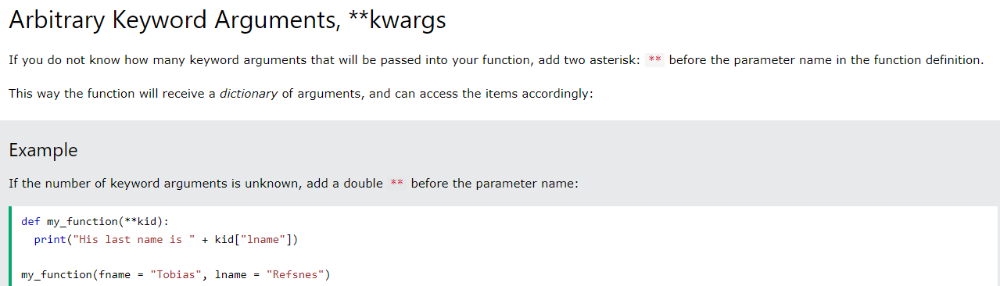 Arbitrary Keyword Arguments, **kwargs
If you do not know how many keyword arguments that will be passed into your function, add two asterisk: ** before the parameter name in the function definition.
This way the function will receive a dictionary of arguments, and can access the items accordingly:
Example
If the number of keyword arguments is unknown, add a double ** before the parameter name:
def my_function(**kid):
  print("His last name is " + kid["lname"])
my_function(fname = "Tobias", lname = "Refsnes")